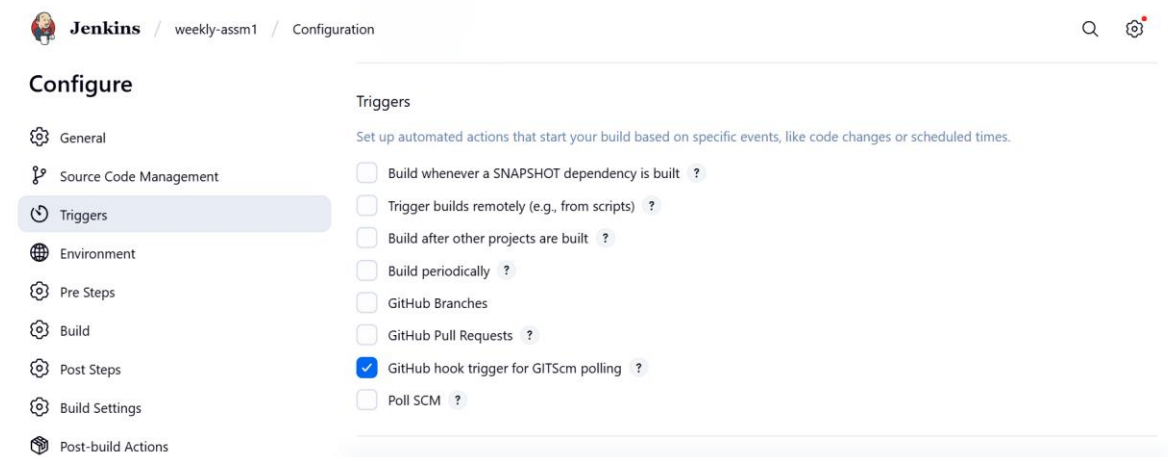 Jenkins / weekly-assm1 / Configuration
Configure
General
Source Code Management
Triggers
Environment
Pre Steps
Build
Post Steps
Build Settings
Post-build Actions
Triggers
Set up automated actions that start your build based on specific events, like code changes or scheduled times.
Build whenever a SNAPSHOT dependency is built ?
Trigger builds remotely (e.g., from scripts) ?
Build after other projects are built ?
Build periodically ?
GitHub Branches
GitHub Pull Requests ?
GitHub hook trigger for GITScm polling ?
Poll SCM ?